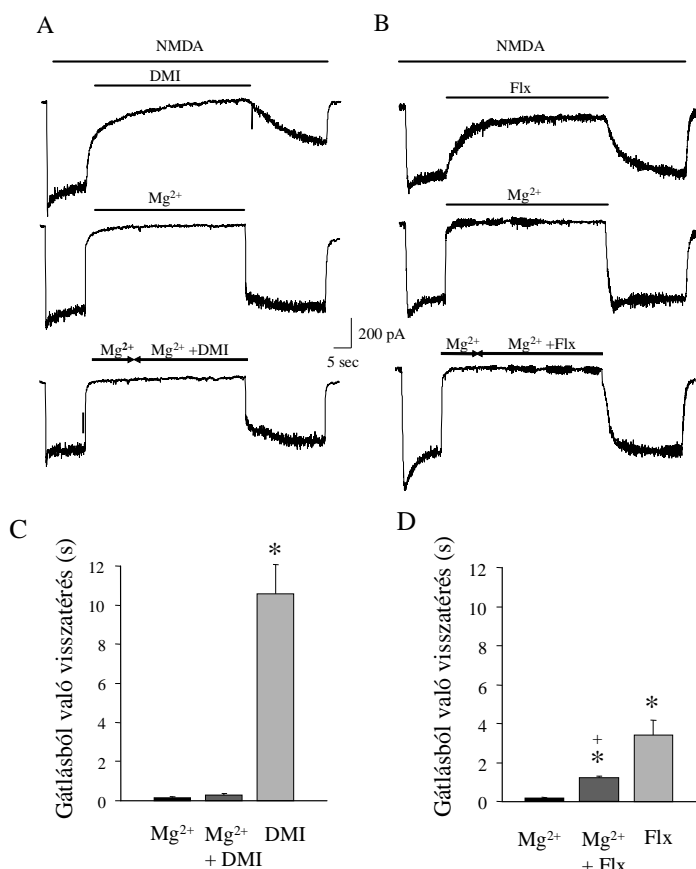 A
NMDA
DMI
Mg²⁺
Mg²⁺ Mg²⁺ +DMI
B
NMDA
Flx
Mg²⁺
Mg²⁺ Mg²⁺ +Flx
200 pA
5 sec
C
Gátlásból való visszatérés (s)
12
10
8
6
4
2
0
*
Mg²⁺
Mg²⁺
+ DMI
DMI
D
Gátlásból való visszatérés (s)
12
10
8
6
4
2
0
+
*
*
Mg²⁺
Mg²⁺
+ Flx
Flx